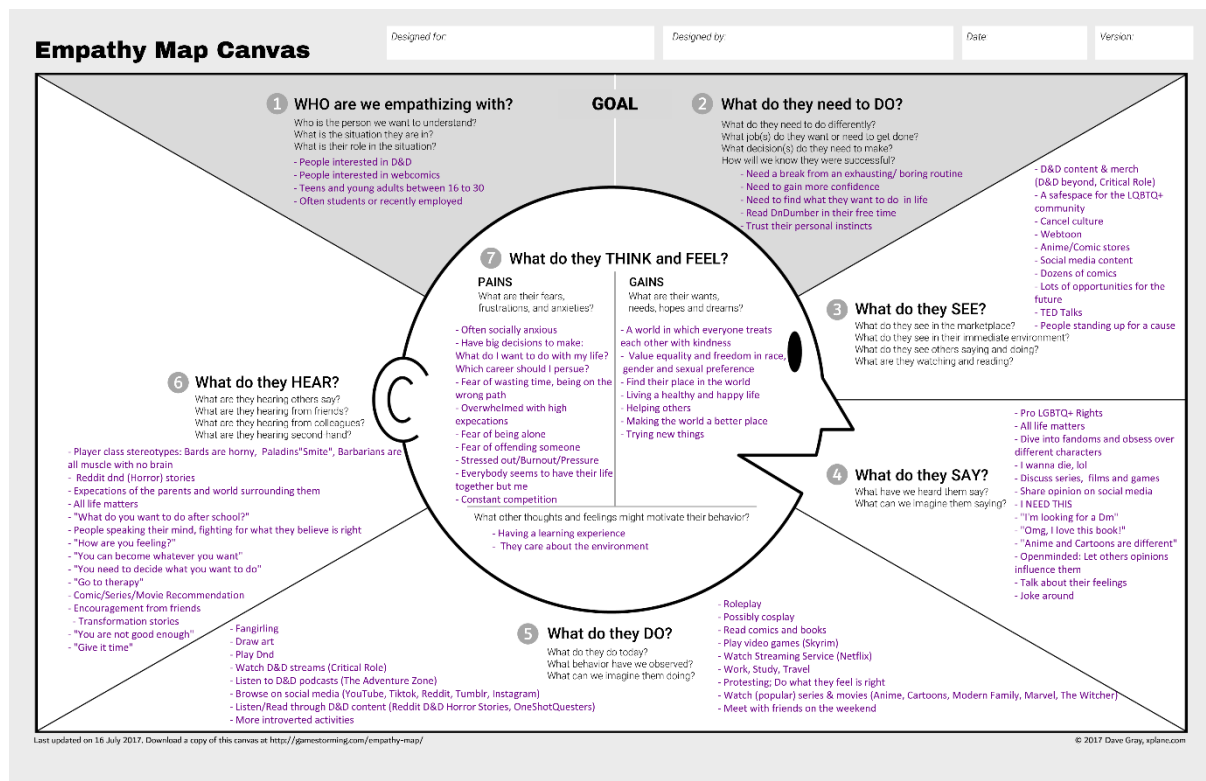 Empathy Map Canvas
Designed for:
Designed by:
Date:
Version:
1 WHO are we empathizing with?
Who is the person we want to understand?
What is the situation they are in?
What is their role in the situation?
- People interested in D&D
- People interested in webcomics
- Teens and young adults between 16 to 30
- Often students or recently employed
GOAL
2 What do they need to DO?
What do they need to do differently?
What job(s) do they want or need to get done?
What decision(s) do they need to make?
How will we know they were successful?
- Need a break from an exhausting/ boring routine
- Need to gain more confidence
- Need to find what they want to do in life
- Read DnDumber in their free time
- Trust their personal instincts
- D&D content & merch
(D&D beyond, Critical Role)
- A safespace for the LQBTQ+
community
- Cancel culture
- Webtoon
- Anime/Comic stores
- Social media content
- Dozens of comics
- Lots of opportunities for the
future
- TED Talks
- People standing up for a cause
3 What do they SEE?
What do they see in the marketplace?
What do they see in their immediate environment?
What do they see others saying and doing?
What are they watching and reading?
- Pro LGBTQ+ Rights
- All life matters
- Dive into fandoms and obsess over
different characters
- I wanna die, lol
- Discuss series, films and games
- Share opinion on social media
- I NEED THIS
- "I'm looking for a Dm"
- "Omg, I love this book!"
- "Anime and Cartoons are different"
- Openminded: Let others opinions
influence them
- Talk about their feelings
- Joke around
4 What do they SAY?
What have we heard them say?
What can we imagine them saying?
5 What do they DO?
What do they do today?
What behavior have we observed?
What can we imagine them doing?
- Fangirling
- Draw art
- Play Dnd
- Watch D&D streams (Critical Role)
- Listen to D&D podcasts (The Adventure Zone)
- Browse on social media (YouTube, Tiktok, Reddit, Tumblr, Instagram)
- Listen/Read through D&D content (Reddit D&D Horror Stories, OneShotQuesters)
- More introverted activities
- Roleplay
- Possibly cosplay
- Read comics and books
- Play video games (Skyrim)
- Watch Streaming Service (Netflix)
- Work, Study, Travel
- Protesting; Do what they feel is right
- Watch (popular) series & movies (Anime, Cartoons, Modern Family, Marvel, The Witcher)
- Meet with friends on the weekend
6 What do they HEAR?
What are they hearing others say?
What are they hearing from friends?
What are they hearing from colleagues?
What are they hearing second hand?
- Player class stereotypes: Bards are horny, Paladins"Smite", Barbarians are
all muscle with no brain
- Reddit dnd (Horror) stories
- Expecations of the parents and world surrounding them
- All life matters
- "What do you want to do after school?"
- People speaking their mind, fighting for what they believe is right
- "How are you feeling?"
- "You can become whatever you want"
- "You need to decide what you want to do"
- "Go to therapy"
- Comic/Series/Movie Recommendation
- Encouragement from friends
- Transformation stories
- "You are not good enough"
- "Give it time"
7 What do they THINK and FEEL?
PAINS
What are their fears,
frustrations, and anxieties?
- Often socially anxious
- Have big decisions to make:
What do I want to do with my life?
Which career should I persue?
- Fear of wasting time, being on the
wrong path
- Overwhelmed with high
expecations
- Fear of being alone
- Fear of offending someone
- Stressed out/Burnout/Pressure
- Everybody seems to have their life
together but me
- Constant competition
GAINS
What are their wants,
needs, hopes and dreams?
- A world in which everyone treats
each other with kindness
- Value equality and freedom in race,
gender and sexual preference
- Find their place in the world
- Living a healthy and happy life
- Helping others
- Making the world a better place
- Trying new things
What other thoughts and feelings might motivate their behavior?
- Having a learning experience
- They care about the environment
Last updated on 16 July 2017. Download a copy of this canvas at http://gamestorming.com/empathy-map/
© 2017 Dave Gray, xplane.com